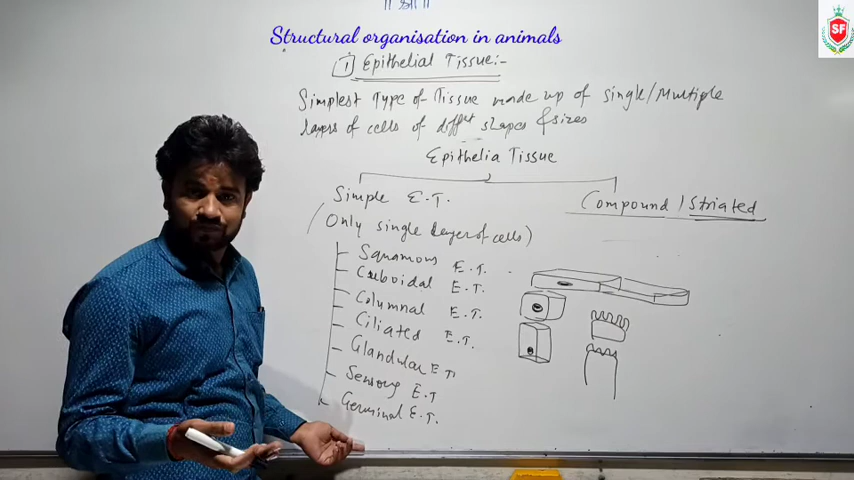 || श्री ||
Structural organisation in animals
1 Epithelial Tissue:-
Simplest Type of Tissue made up of single/Multiple
layers of cells of diffnt shapes & sizes
Epithelia Tissue
Simple E.T.
Compound / Striated
(Only single layer of cells)
Squamous E.T.
Cuboidal E.T.
Columnal E.T.
Ciliated E.T.
Glandular E.T.
Sensory E.T
Germinal E.T.
SF